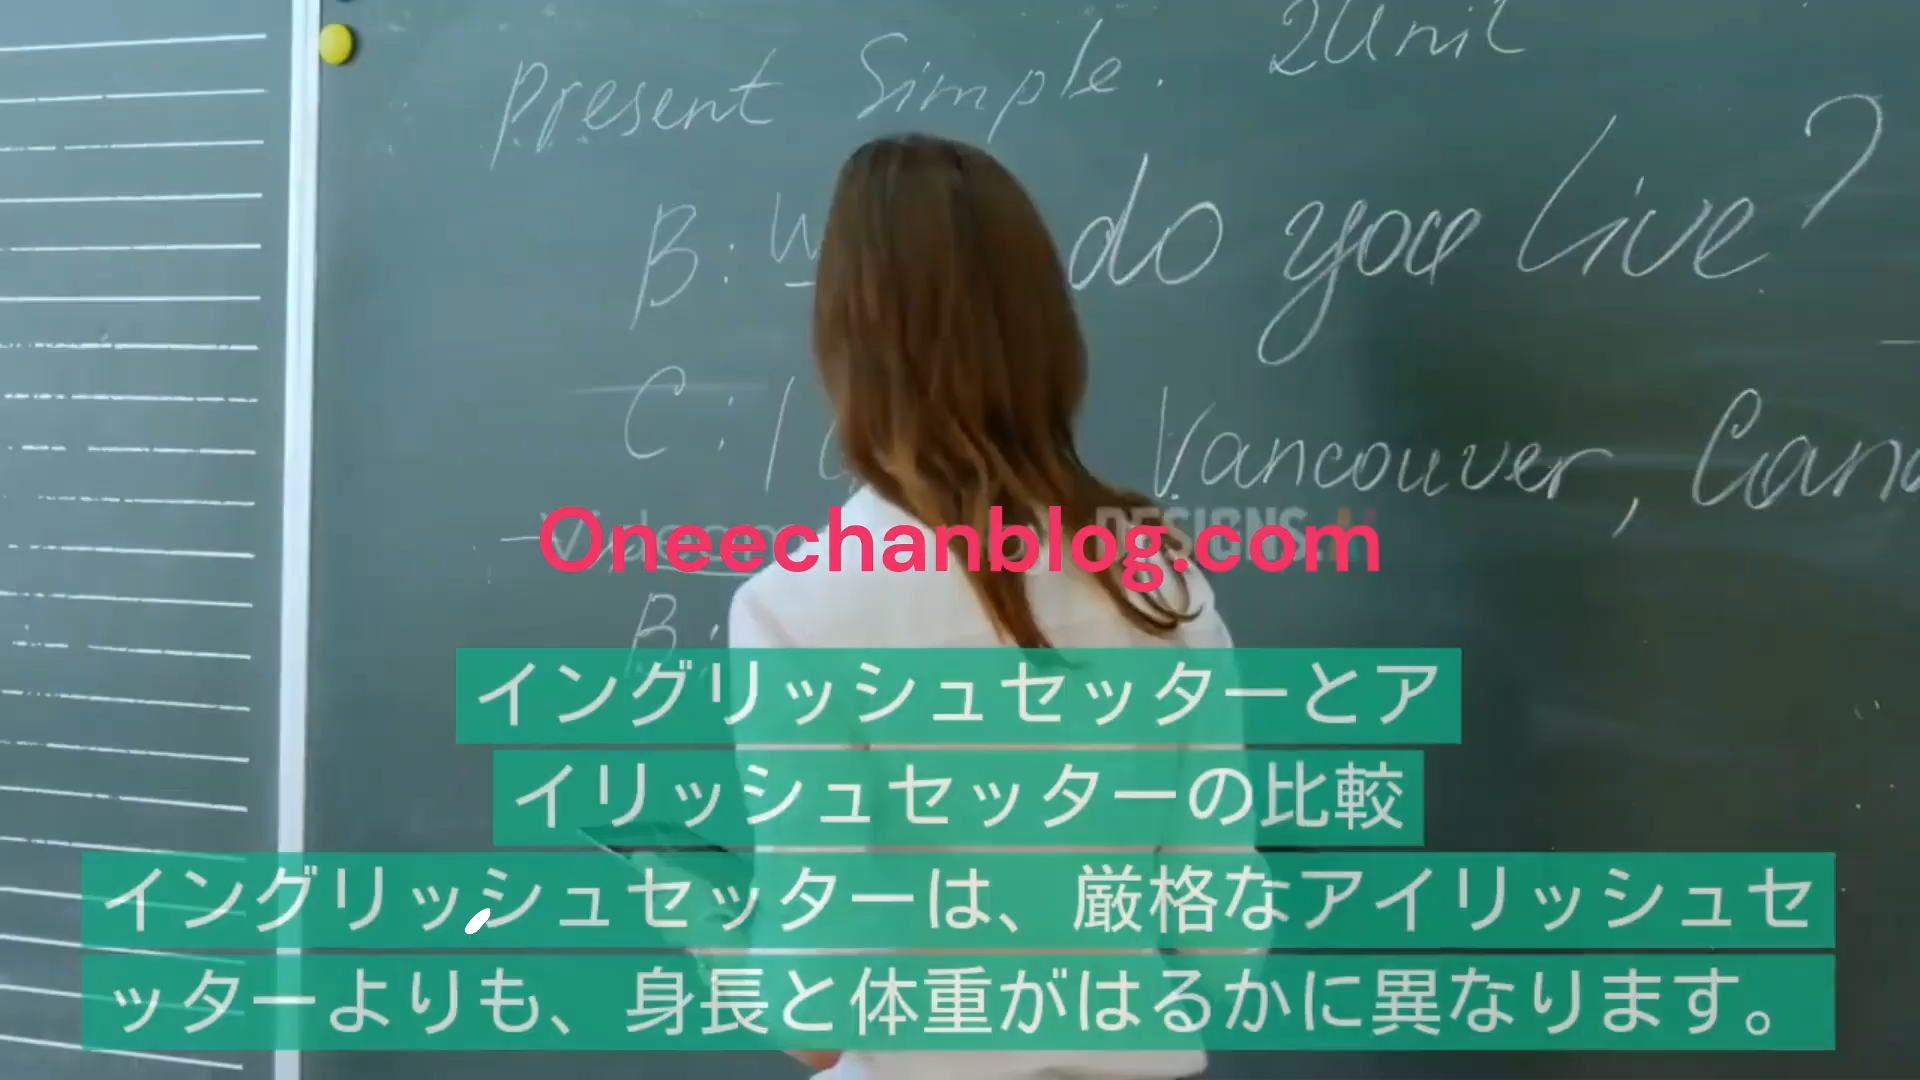 Present Simple. 2Unit
B: W do you live?
C: I Vancouver, Can
Oneechanblog.com
DESIGNS.AI
B:
イングリッシュセッターとア
イリッシュセッターの比較
イングリッシュセッターは、厳格なアイリッシュセ
ッターよりも、身長と体重がはるかに異なります。